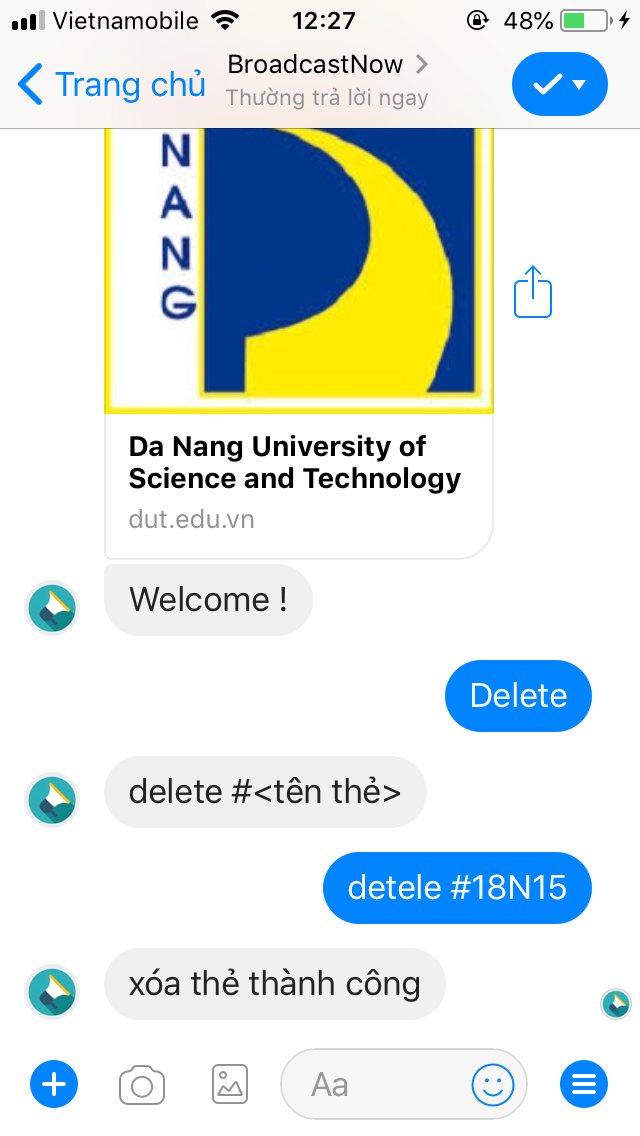 Vietnamobile 12:27 48%
Trang chủ
BroadcastNow
Thường trả lời ngay
N
A
N
G
Da Nang University of
Science and Technology
dut.edu.vn
Welcome !
Delete
delete #<tên thẻ>
detele #18N15
xóa thẻ thành công
Aa